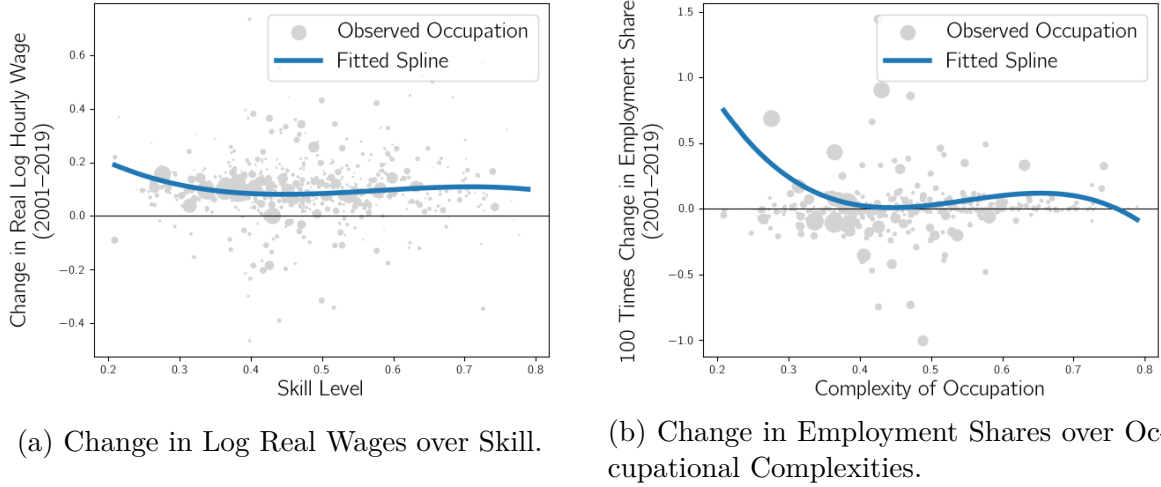 Change in Real Log Hourly Wage
(2001–2019)
0.6
0.4
0.2
0.0
−0.2
−0.4
Observed Occupation
Fitted Spline
0.2 0.3 0.4 0.5 0.6 0.7 0.8
Skill Level
(a) Change in Log Real Wages over Skill.
100 Times Change in Employment Share
(2001–2019)
1.5
1.0
0.5
0.0
−0.5
−1.0
Observed Occupation
Fitted Spline
0.2 0.3 0.4 0.5 0.6 0.7 0.8
Complexity of Occupation
(b) Change in Employment Shares over Oc-
cupational Complexities.